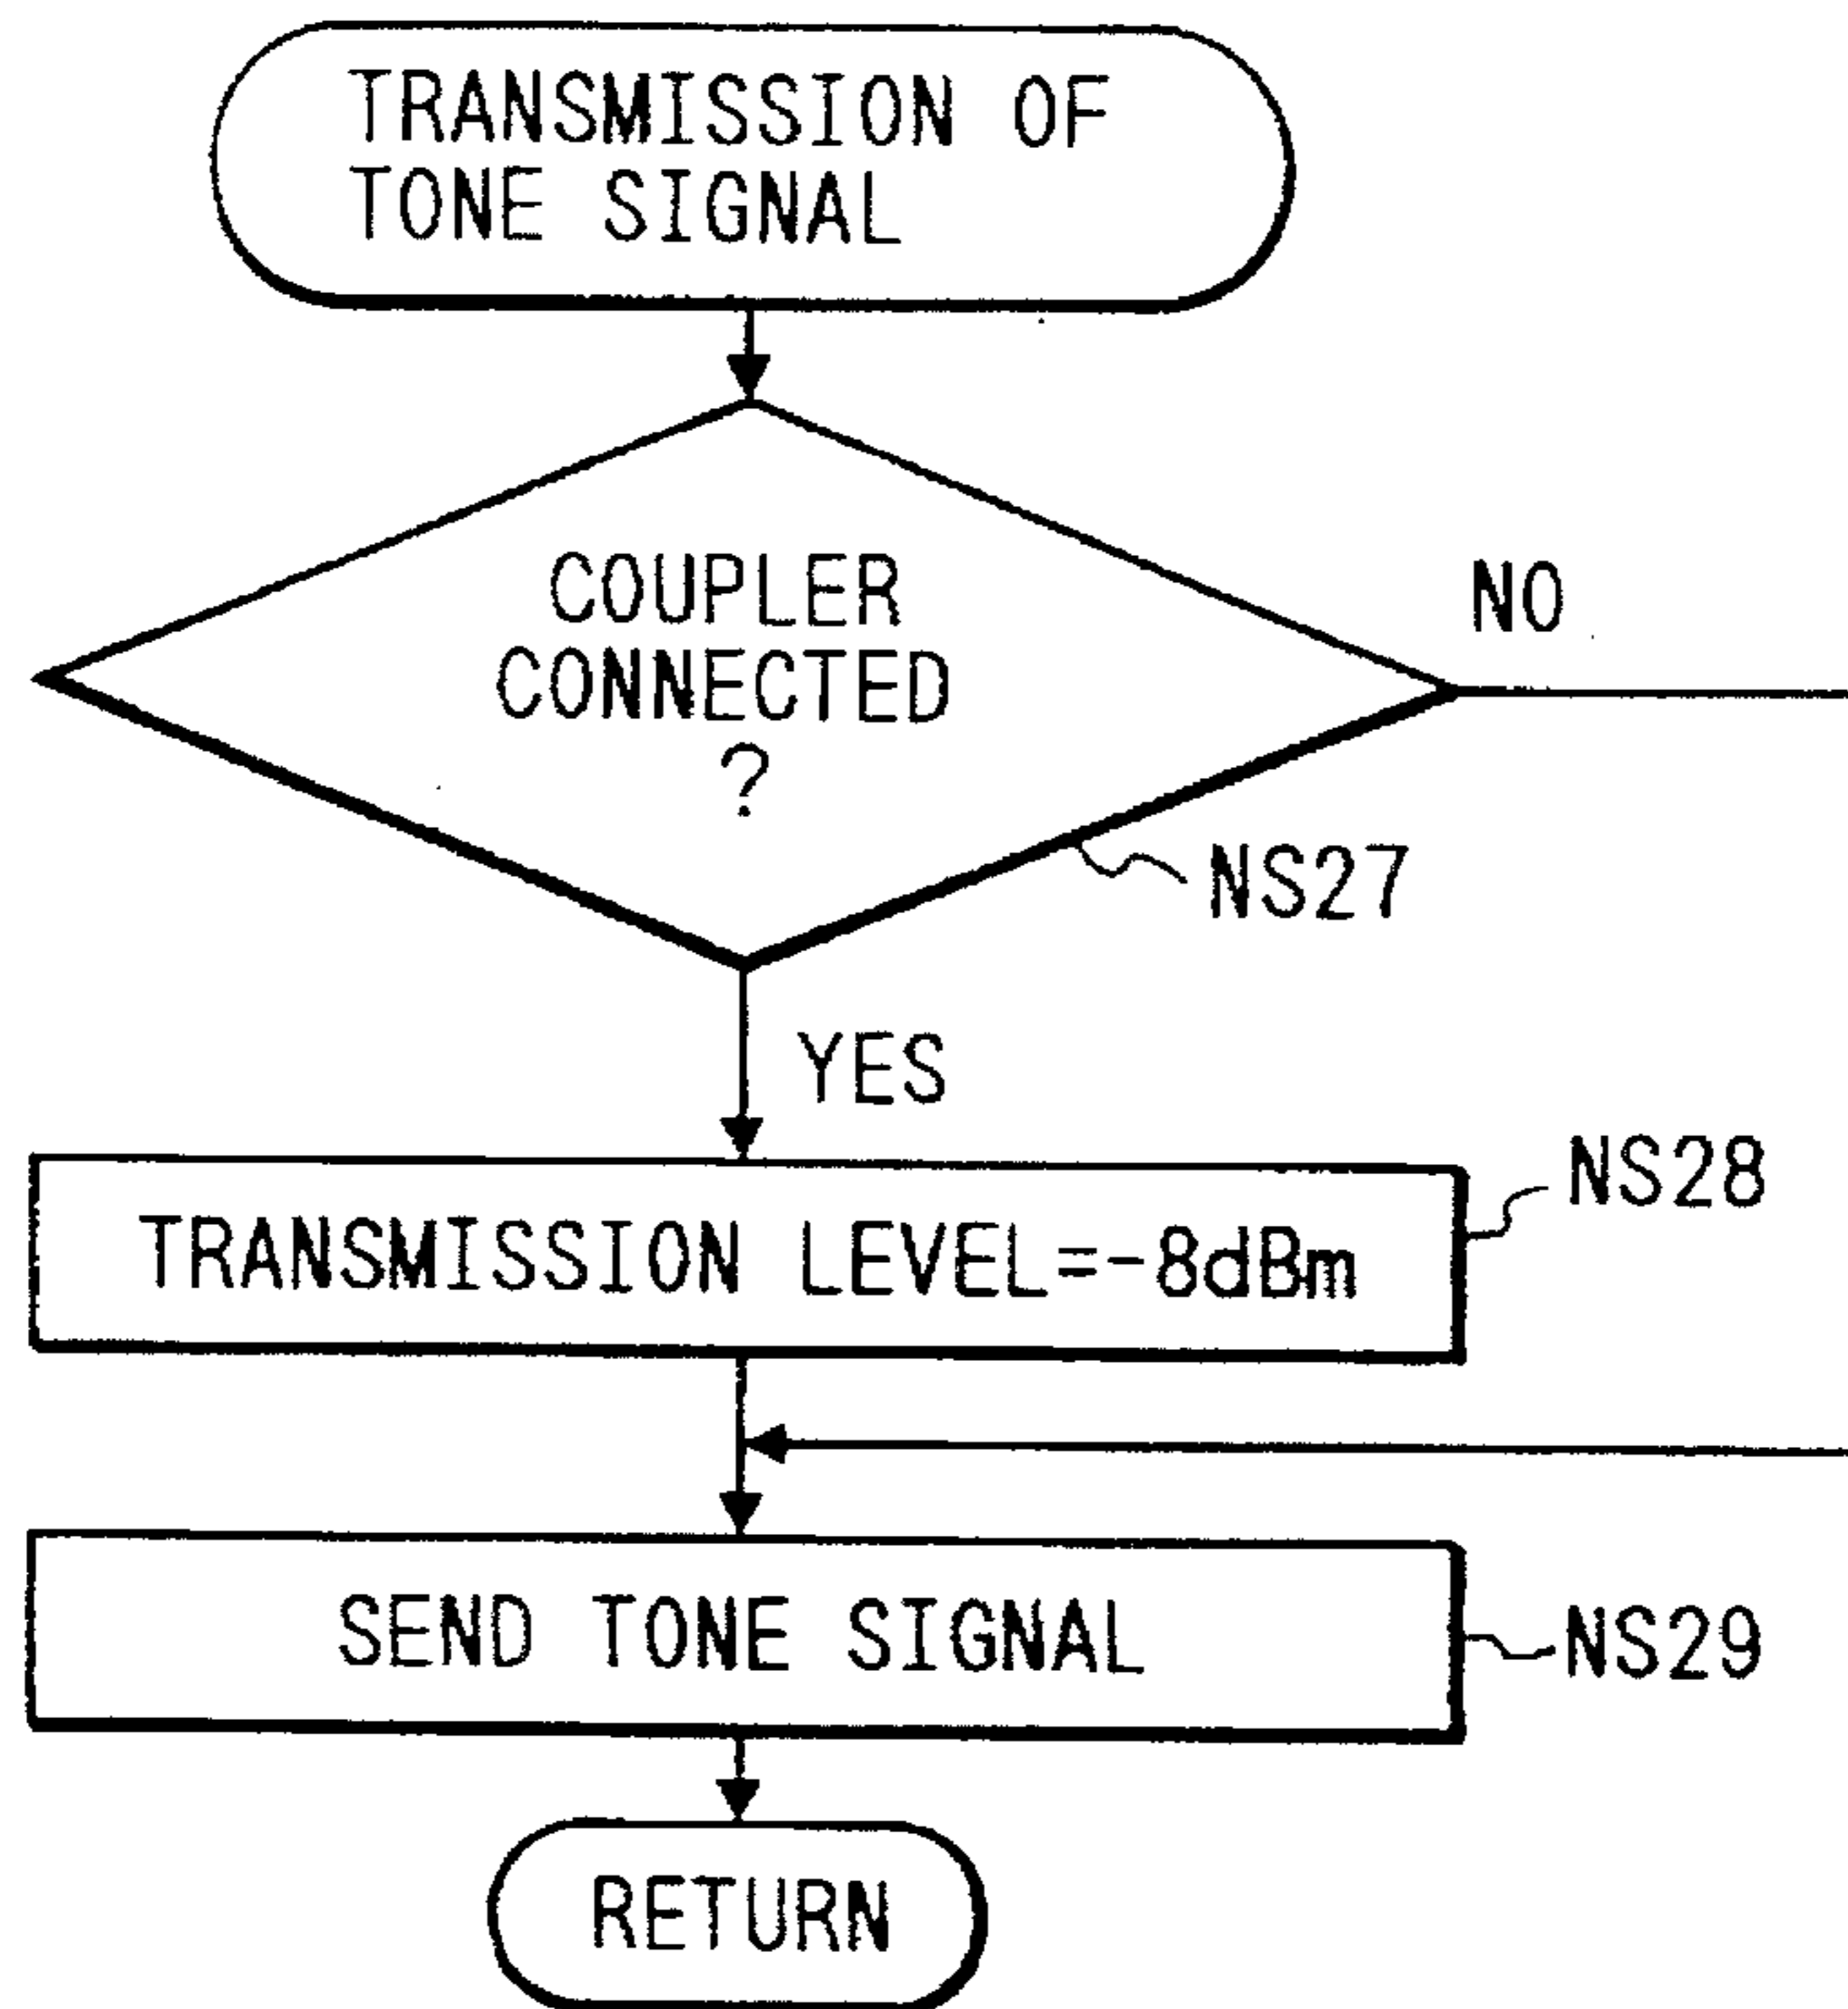 TRANSMISSION OF
TONE SIGNAL
COUPLER
CONNECTED
?
NO
NS27
YES
NS28
TRANSMISSION LEVEL=-8dBm
SEND TONE SIGNAL
NS29
RETURN